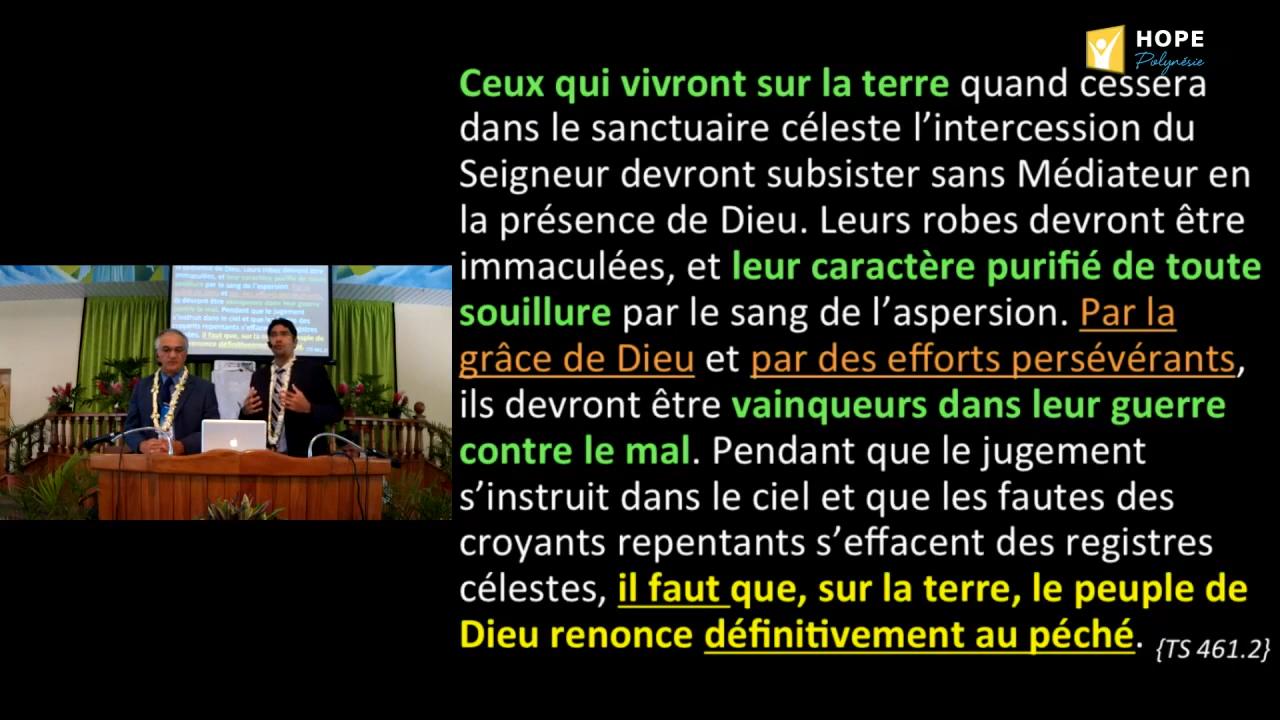 HOPE
Polynésie
Ceux qui vivront sur la terre quand cessera
dans le sanctuaire céleste l’intercession du
Seigneur devront subsister sans Médiateur en
la présence de Dieu. Leurs robes devront être
immaculées, et leur caractère purifié de toute
souillure par le sang de l’aspersion. Par la
grâce de Dieu et par des efforts persévérants,
ils devront être vainqueurs dans leur guerre
contre le mal. Pendant que le jugement
s’instruit dans le ciel et que les fautes des
croyants repentants s’effacent des registres
célestes, il faut que, sur la terre, le peuple de
Dieu renonce définitivement au péché. {TS 461.2}